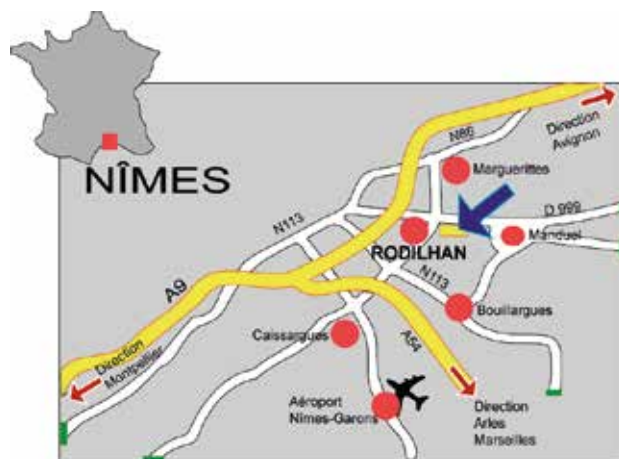 NÎMES
N86
Direction
Avignon
Marguerittes
N113
D 999
RODILHAN
Manduel
A9
N113
Bouillargues
Direction
Montpellier
Caissargues
A54
Aéroport
Nîmes-Garons
Direction
Arles
Marseilles